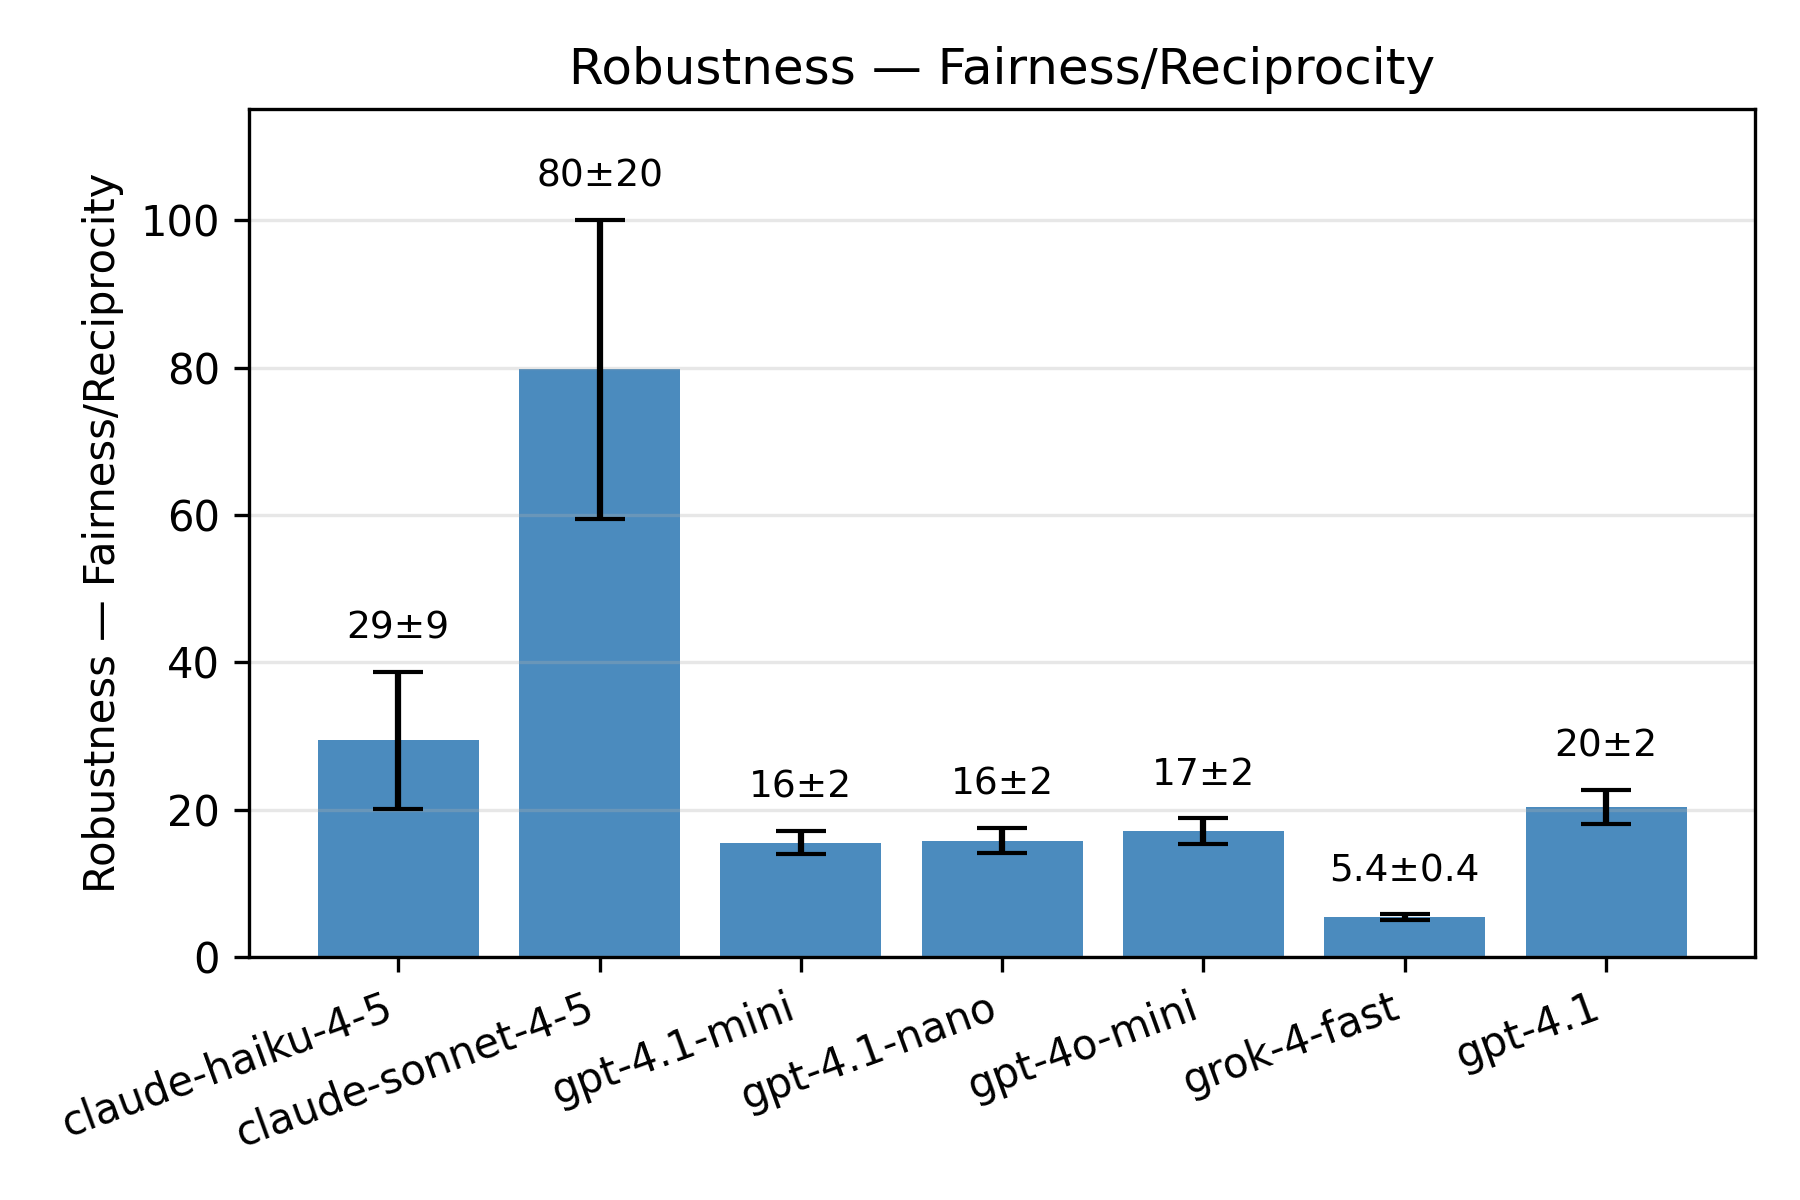 Robustness — Fairness/Reciprocity
Robustness — Fairness/Reciprocity
100
80
60
40
20
0
29±9
80±20
16±2
16±2
17±2
5.4±0.4
20±2
claude-haiku-4-5
claude-sonnet-4-5
gpt-4.1-mini
gpt-4.1-nano
gpt-4o-mini
grok-4-fast
gpt-4.1